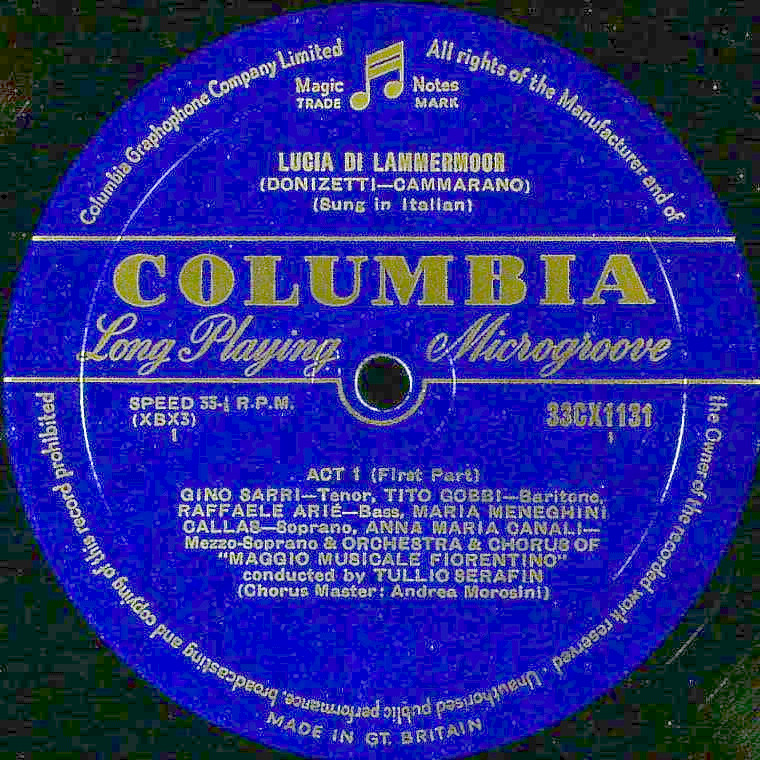 Columbia Graphophone Company Limited
All rights of the Manufacturer and of
the Owner of the recorded work reserved · Unauthorised public performance, broadcasting and copying of this record prohibited
Magic Notes
TRADE MARK
LUCIA DI LAMMERMOOR
(DONIZETTI—CAMMARANO)
(Sung in Italian)
COLUMBIA
Long Playing Microgroove
SPEED 33-⅓ R.P.M.
(XBX3)
1
33CX1131
1
ACT 1 (First Part)
GINO SARRI—Tenor, TITO GOBBI—Baritone,
RAFFAELE ARIÉ—Bass, MARIA MENEGHINI
CALLAS—Soprano, ANNA MARIA CANALI—
Mezzo-Soprano & ORCHESTRA & CHORUS OF
"MAGGIO MUSICALE FIORENTINO"
conducted by TULLIO SERAFIN
(Chorus Master: Andrea Morosini)
MADE IN GT. BRITAIN